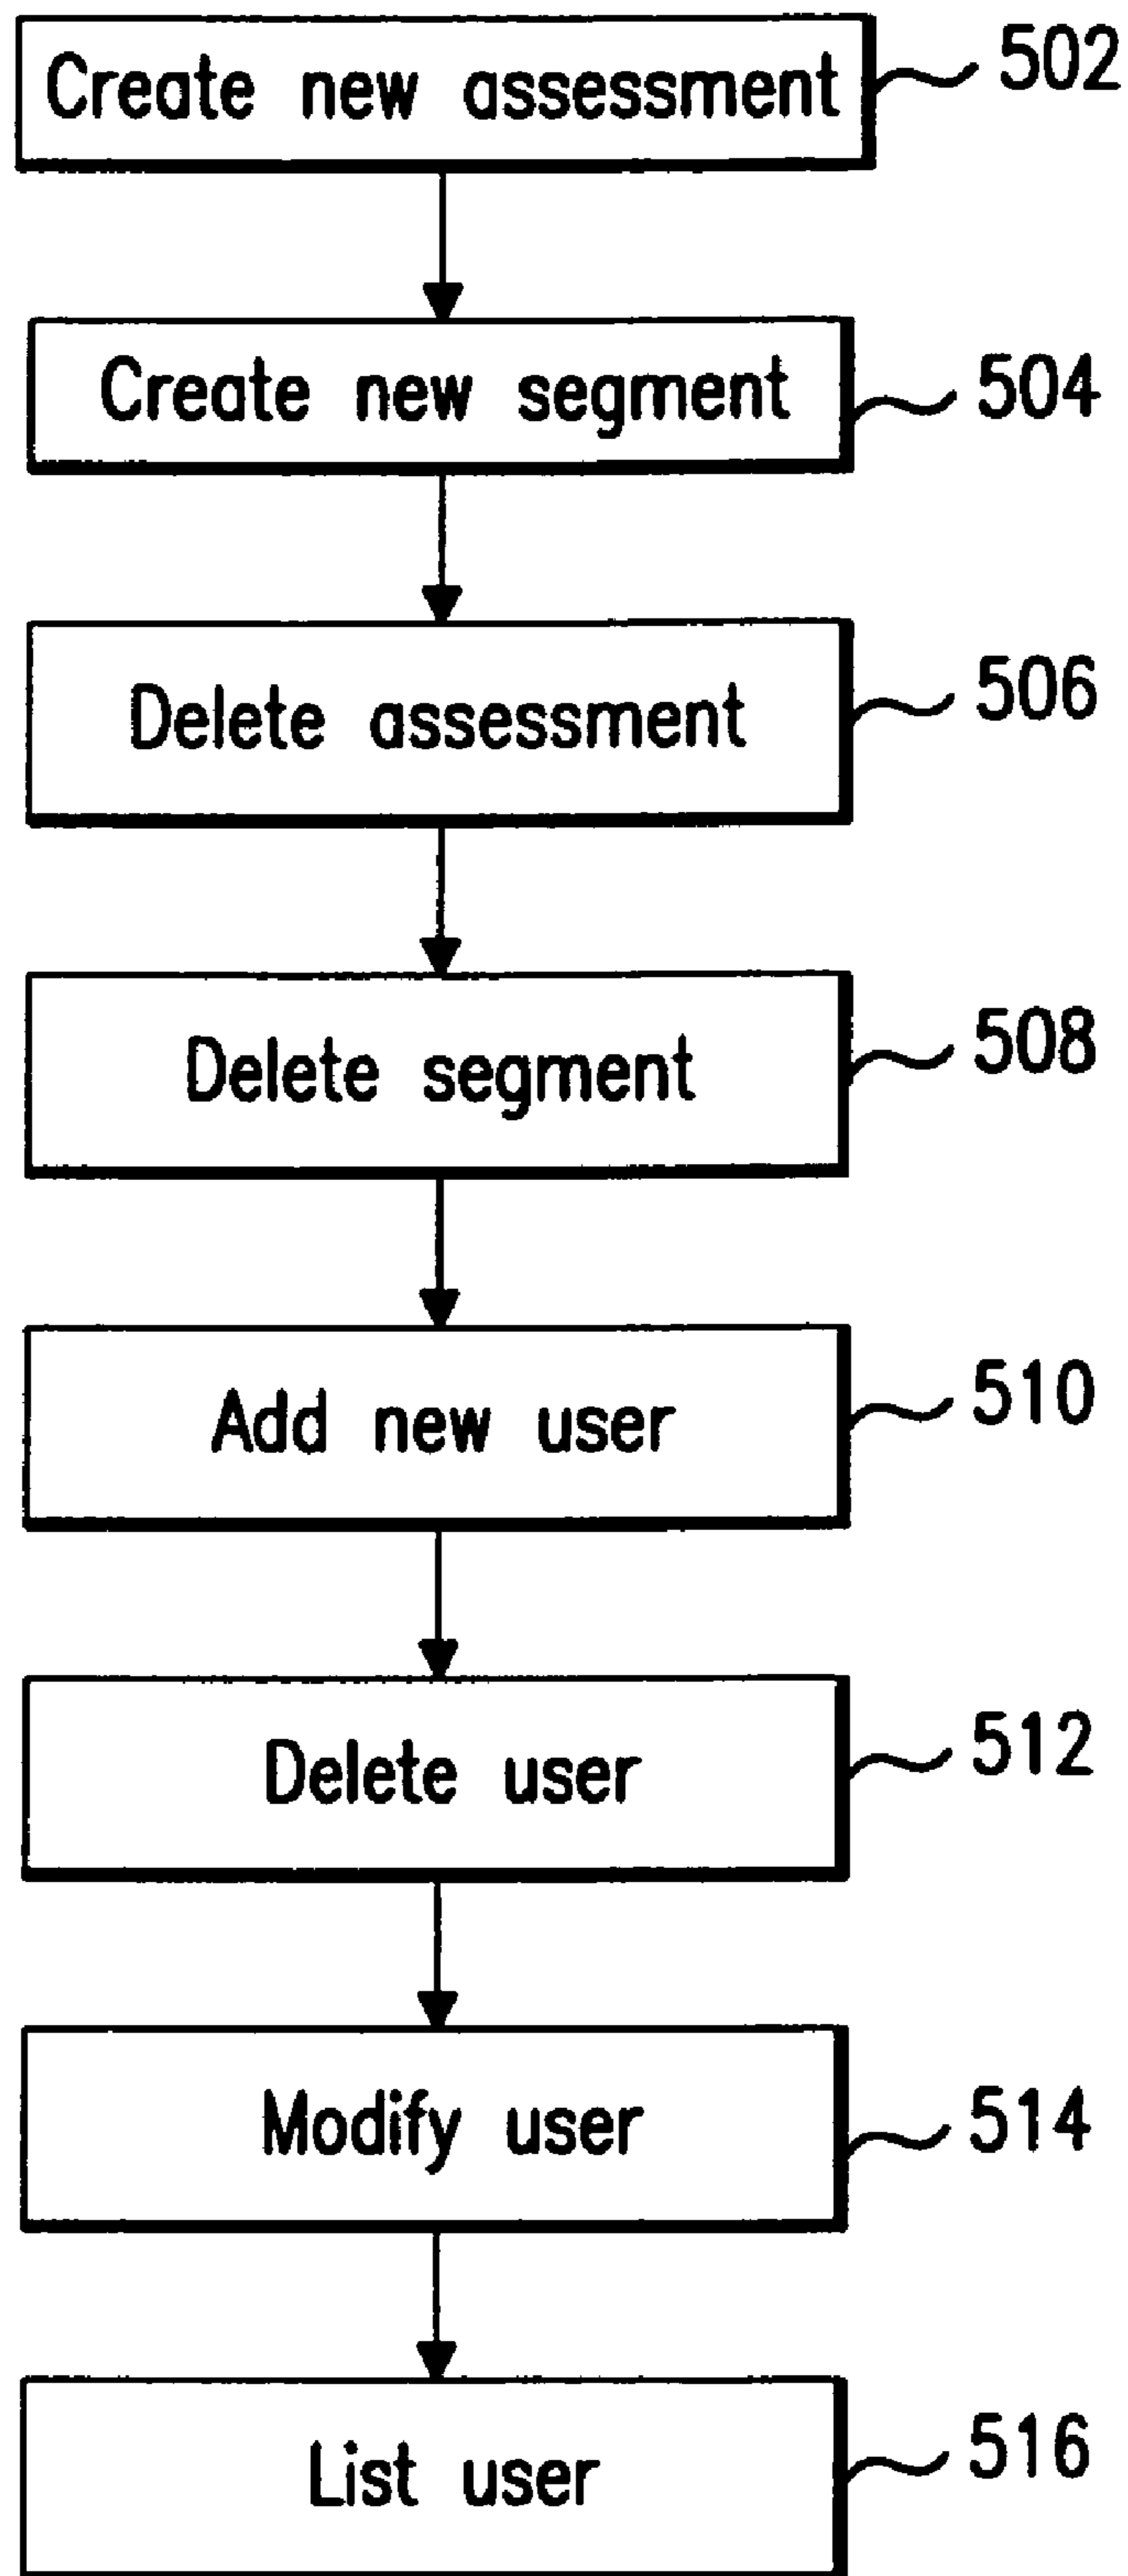 Create new assessment 502
Create new segment 504
Delete assessment 506
Delete segment 508
Add new user 510
Delete user 512
Modify user 514
List user 516